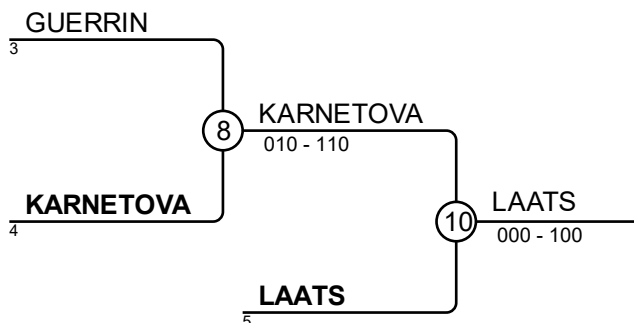 GUERRIN
3
8
KARNETOVA
010 - 110
KARNETOVA
4
10
LAATS
000 - 100
LAATS
5